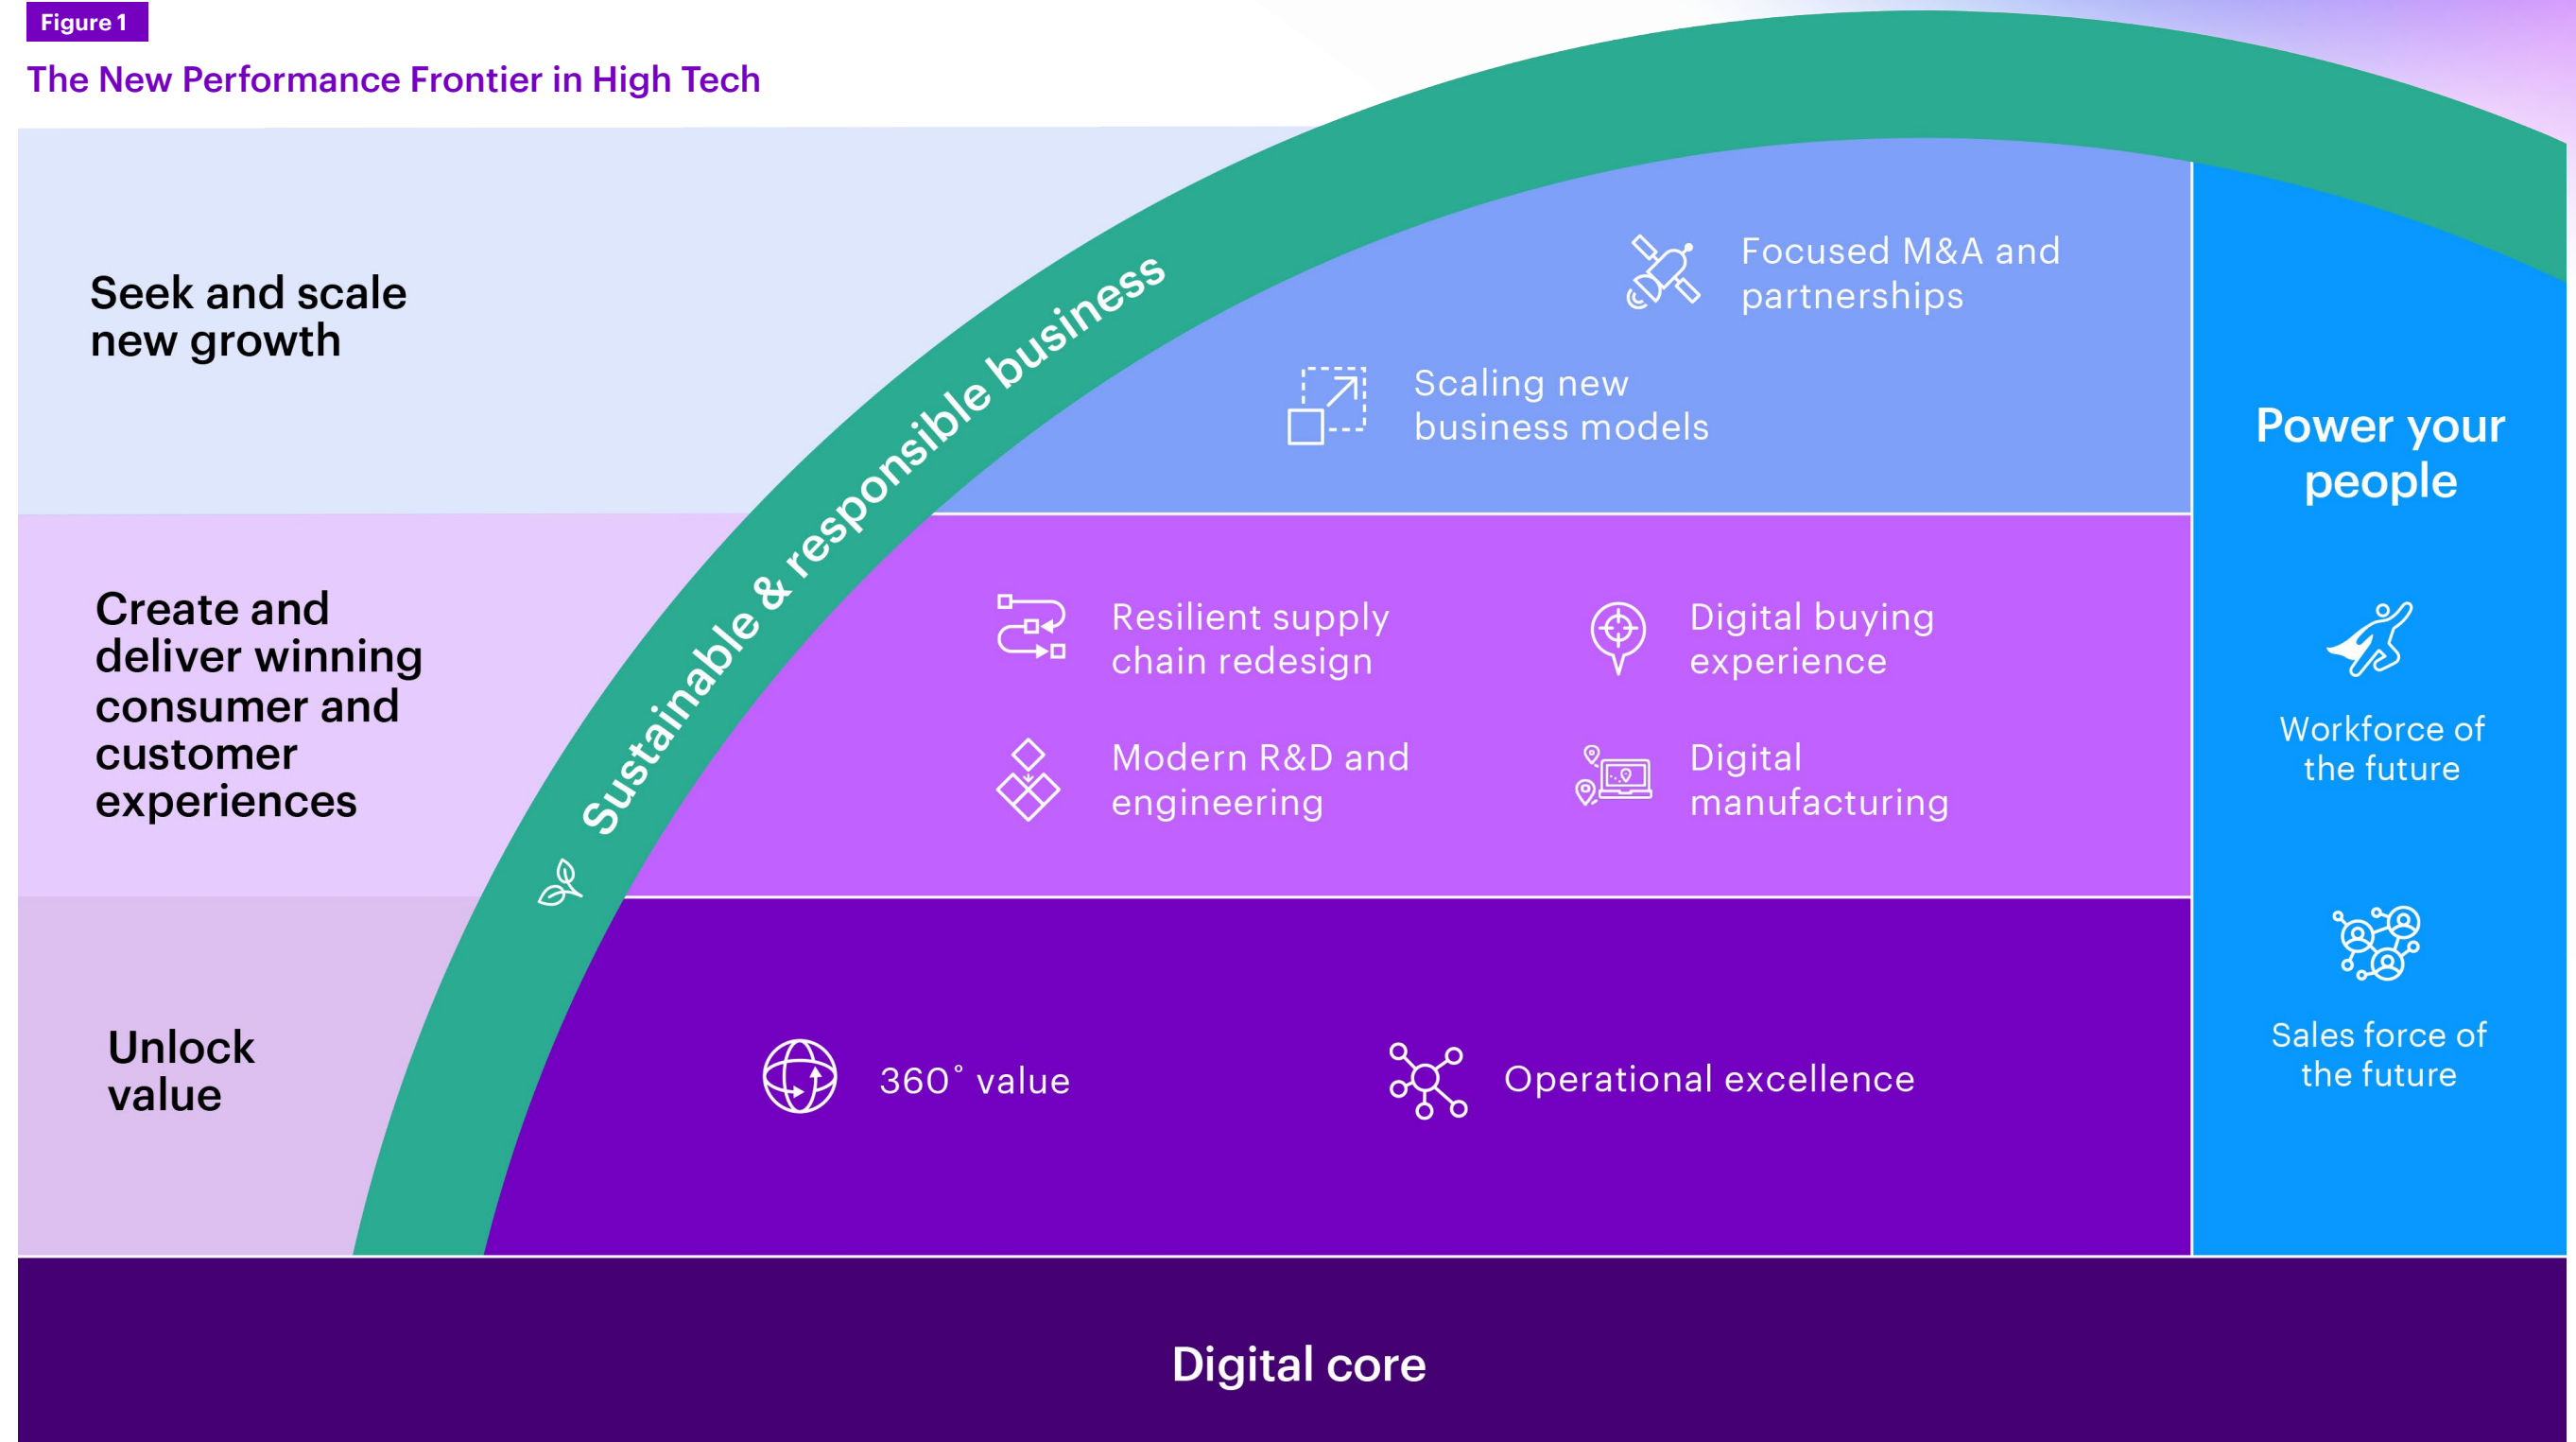 Figure 1
The New Performance Frontier in High Tech
Seek and scale
new growth
Focused M&A and
partnerships
Scaling new
business models
Sustainable & responsible business
Create and
deliver winning
consumer and
customer
experiences
Resilient supply
chain redesign
Digital buying
experience
Modern R&D and
engineering
Digital
manufacturing
Unlock
value
360° value
Operational excellence
Power your
people
Workforce of
the future
Sales force of
the future
Digital core